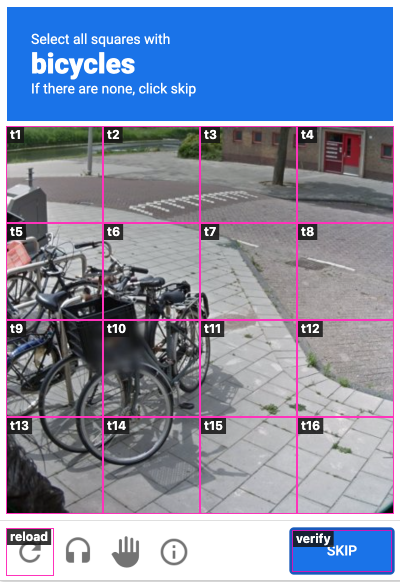 Select all squares with
bicycles
If there are none, click skip
t1 t2 t3 t4
t5 t6 t7 t8
t9 t10 t11 t12
t13 t14 t15 t16
reload
verify
SKIP